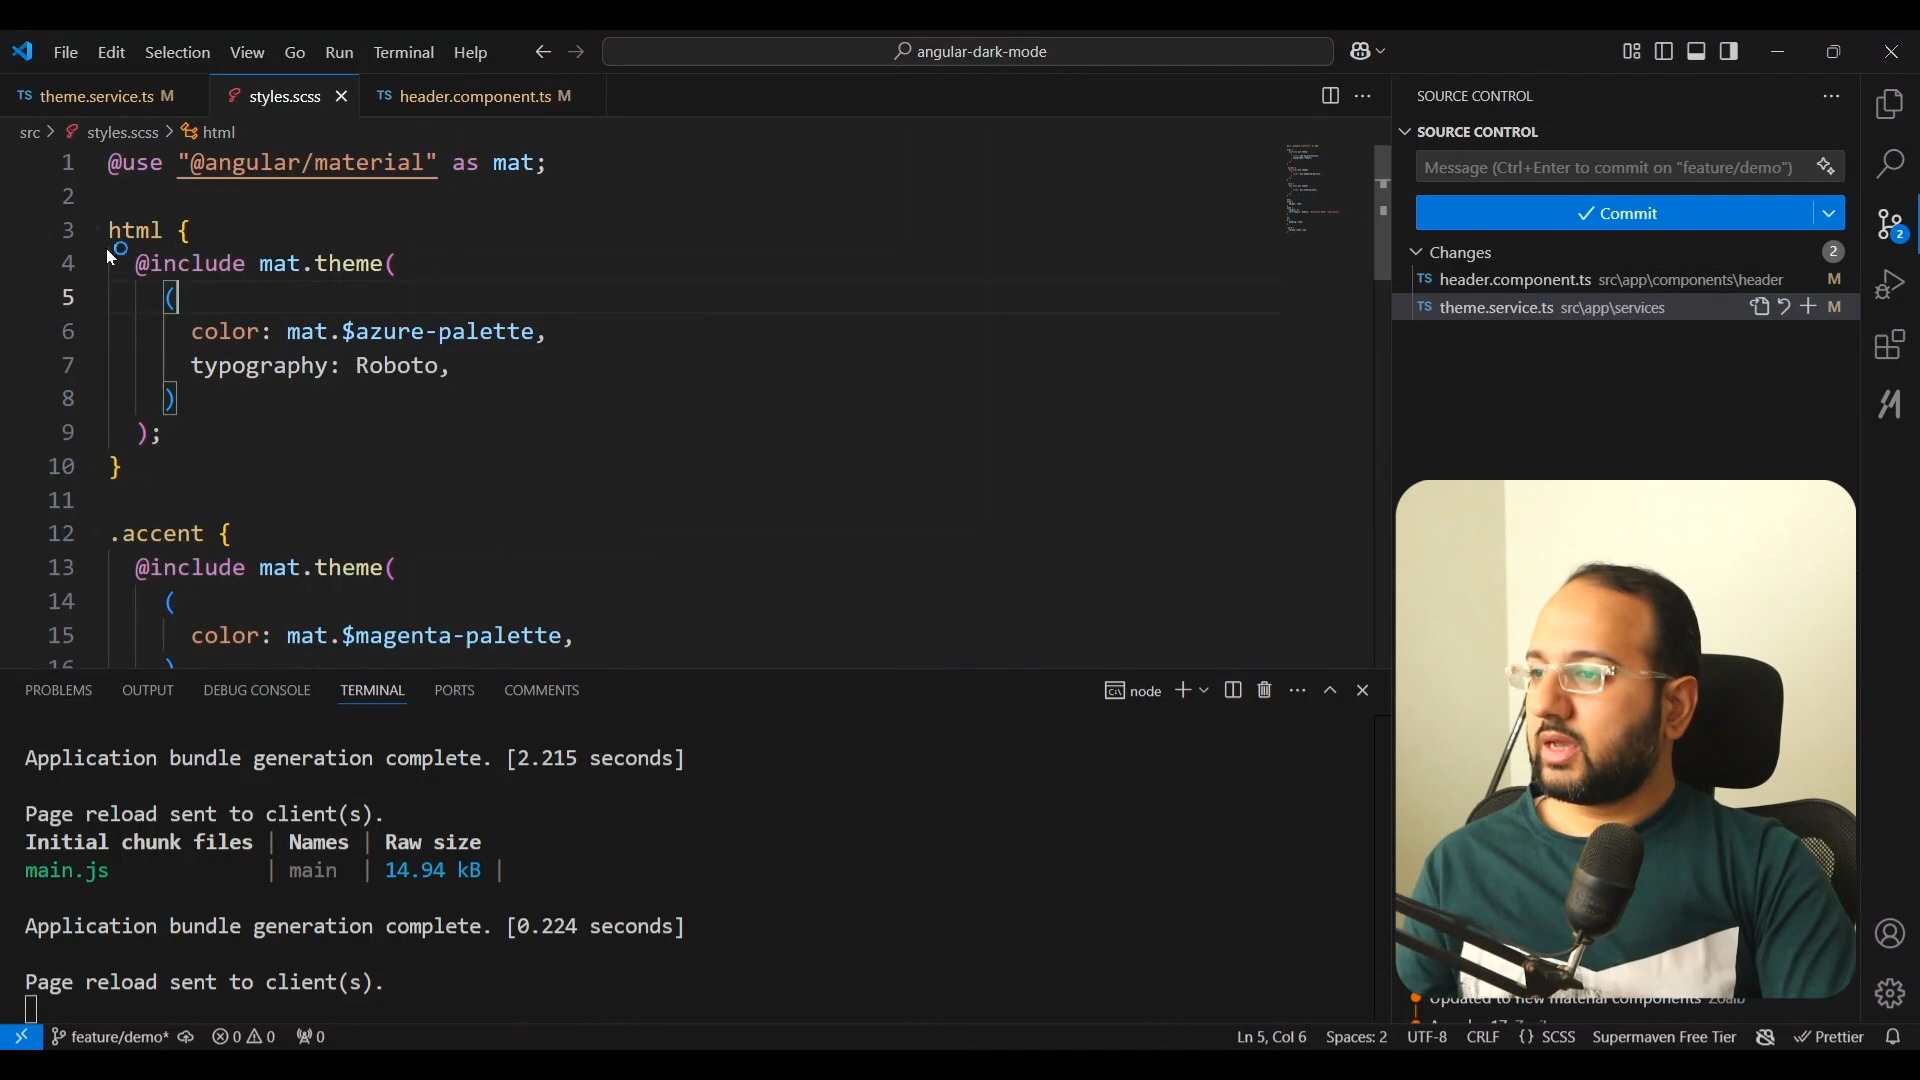 File Edit Selection View Go Run Terminal Help
angular-dark-mode
TS theme.service.ts M
styles.scss
TS header.component.ts M
src > styles.scss > html
1 @use "@angular/material" as mat;
2
3 html {
4 @include mat.theme(
5 (
6 color: mat.$azure-palette,
7 typography: Roboto,
8 )
9 );
10 }
11
12 .accent {
13 @include mat.theme(
14 (
15 color: mat.$magenta-palette,
16 )
PROBLEMS OUTPUT DEBUG CONSOLE TERMINAL PORTS COMMENTS
node
Application bundle generation complete. [2.215 seconds]
Page reload sent to client(s).
Initial chunk files | Names | Raw size
main.js | main | 14.94 kB |
Application bundle generation complete. [0.224 seconds]
Page reload sent to client(s).
SOURCE CONTROL
SOURCE CONTROL
Message (Ctrl+Enter to commit on "feature/demo")
Commit
2
Changes 2
TS header.component.ts src\app\components\header M
TS theme.service.ts src\app\services M
Updated to new material components Zoaib
feature/demo* 0 0 0 Ln 5, Col 6 Spaces: 2 UTF-8 CRLF {} SCSS Supermaven Free Tier Prettier